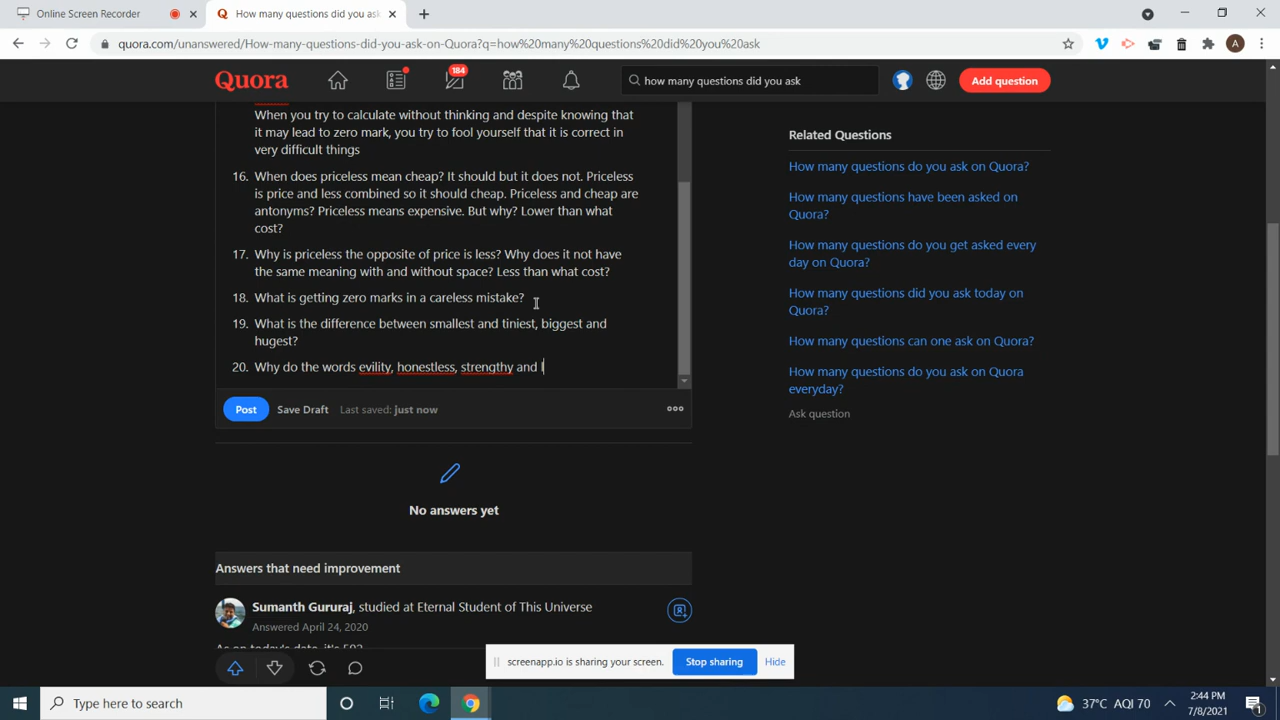 Online Screen Recorder
How many questions did you ask
quora.com/unanswered/How-many-questions-did-you-ask-on-Quora?q=how%20many%20questions%20did%20you%20ask
A
Quora
184
how many questions did you ask
Add question
When you try to calculate without thinking and despite knowing that
it may lead to zero mark, you try to fool yourself that it is correct in
very difficult things
16. When does priceless mean cheap? It should but it does not. Priceless
is price and less combined so it should cheap. Priceless and cheap are
antonyms? Priceless means expensive. But why? Lower than what
cost?
17. Why is priceless the opposite of price is less? Why does it not have
the same meaning with and without space? Less than what cost?
18. What is getting zero marks in a careless mistake?
19. What is the difference between smallest and tiniest, biggest and
hugest?
20. Why do the words evility, honestless, strengthy and l
Post
Save Draft
Last saved: just now
No answers yet
Answers that need improvement
Sumanth Gururaj, studied at Eternal Student of This Universe
Answered April 24, 2020
Related Questions
How many questions do you ask on Quora?
How many questions have been asked on
Quora?
How many questions do you get asked every
day on Quora?
How many questions did you ask today on
Quora?
How many questions can one ask on Quora?
How many questions do you ask on Quora
everyday?
Ask question
screenapp.io is sharing your screen.
Stop sharing
Hide
Type here to search
37°C AQI 70
2:44 PM
7/8/2021
1